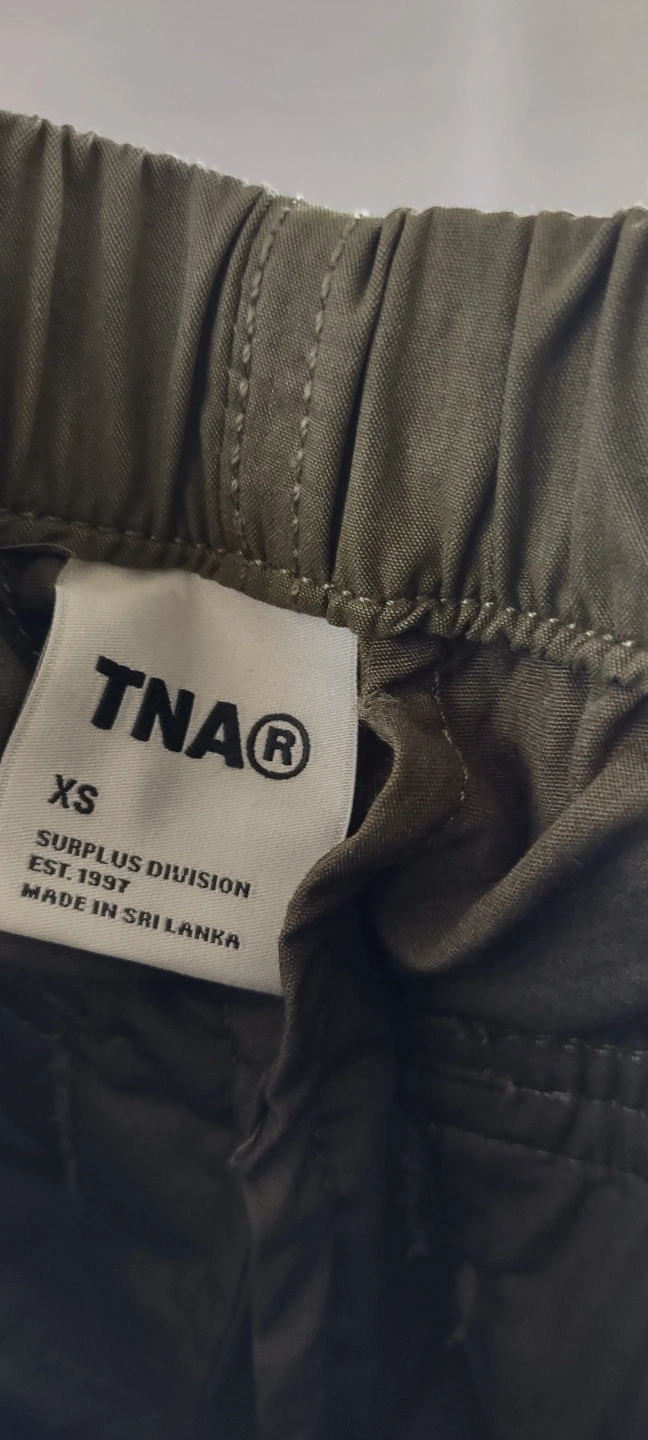 TNA®
XS
SURPLUS DIVISION
EST. 1997
MADE IN SRI LANKA